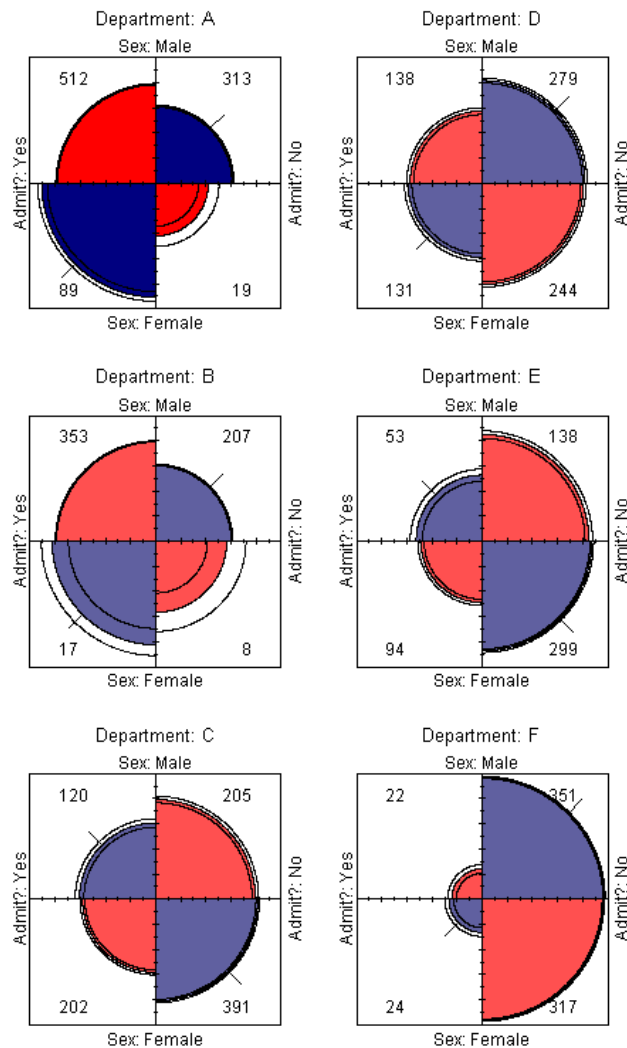 Department: A
Sex: Male
512 313
Admit?: Yes
Admit?: No
89 19
Sex: Female
Department: D
Sex: Male
138 279
Admit?: Yes
Admit?: No
131 244
Sex: Female
Department: B
Sex: Male
353 207
Admit?: Yes
Admit?: No
17 8
Sex: Female
Department: E
Sex: Male
53 138
Admit?: Yes
Admit?: No
94 299
Sex: Female
Department: C
Sex: Male
120 205
Admit?: Yes
Admit?: No
202 391
Sex: Female
Department: F
Sex: Male
22 351
Admit?: Yes
Admit?: No
24 317
Sex: Female